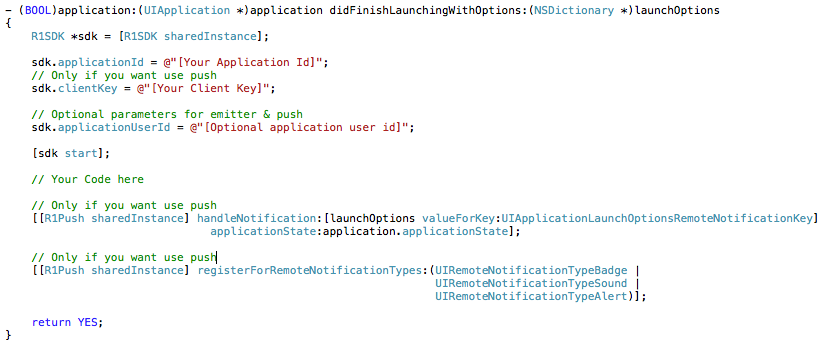 - (BOOL)application:(UIApplication *)application didFinishLaunchingWithOptions:(NSDictionary *)launchOptions
{
R1SDK *sdk = [R1SDK sharedInstance];
sdk.applicationId = @"[Your Application Id]";
// Only if you want use push
sdk.clientKey = @"[Your Client Key]";
// Optional parameters for emitter & push
sdk.applicationUserId = @"[Optional application user id]";
[sdk start];
// Your Code here
// Only if you want use push
[[R1Push sharedInstance] handleNotification:[launchOptions valueForKey:UIApplicationLaunchOptionsRemoteNotificationKey]
applicationState:application.applicationState];
// Only if you want use push
[[R1Push sharedInstance] registerForRemoteNotificationTypes:(UIRemoteNotificationTypeBadge |
UIRemoteNotificationTypeSound |
UIRemoteNotificationTypeAlert)];
return YES;
}